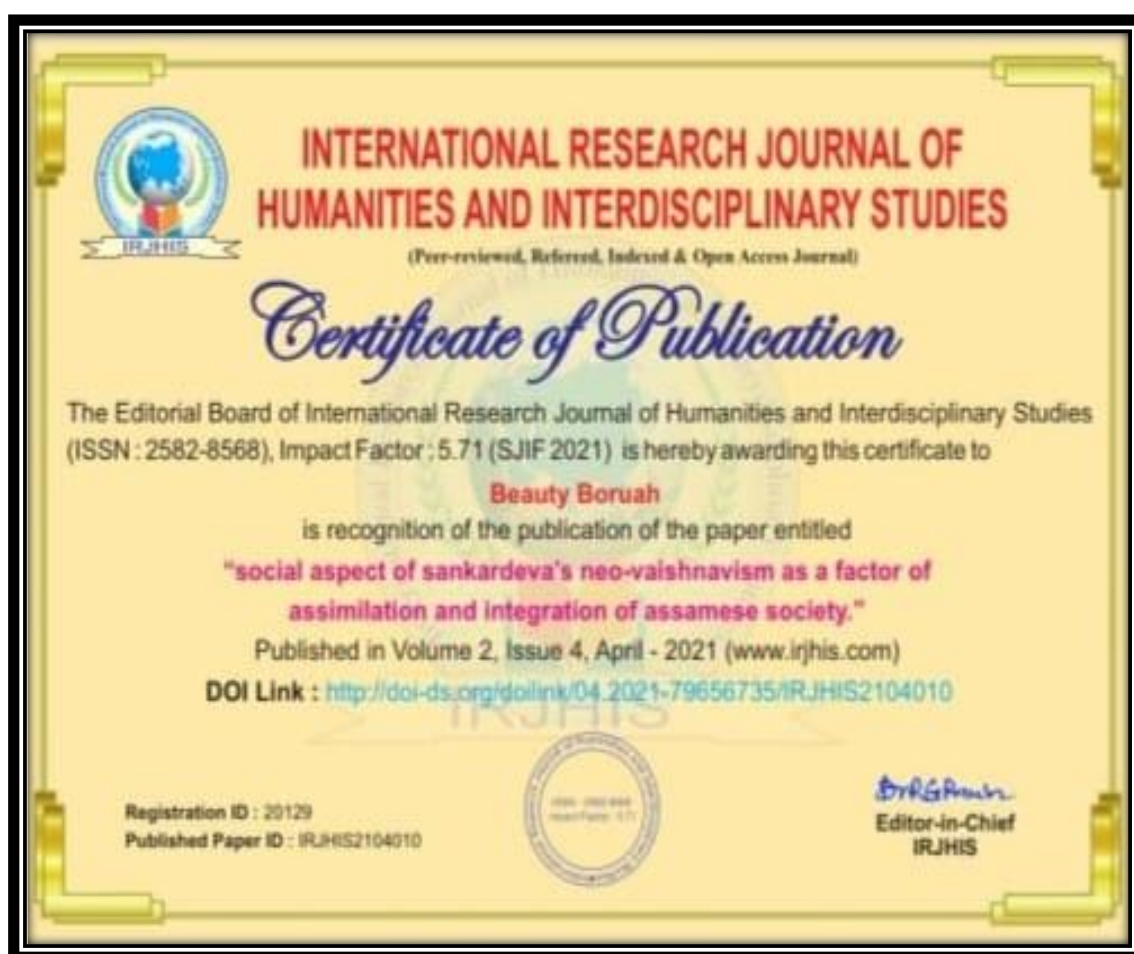 INTERNATIONAL RESEARCH JOURNAL OF
HUMANITIES AND INTERDISCIPLINARY STUDIES
IRJHIS
(Peer-reviewed, Refereed, Indexed & Open Access Journal)
Certificate of Publication
The Editorial Board of International Research Journal of Humanities and Interdisciplinary Studies
(ISSN : 2582-8568), Impact Factor : 5.71 (SJIF 2021) is hereby awarding this certificate to
Beauty Boruah
is recognition of the publication of the paper entitled
"social aspect of sankardeva's neo-vaishnavism as a factor of
assimilation and integration of assamese society."
Published in Volume 2, Issue 4, April - 2021 (www.irjhis.com)
DOI Link : http://doi-ds.org/doilink/04.2021-79656735/IRJHIS2104010
IRJHIS
Registration ID : 20129
Published Paper ID : IRJHIS2104010
Editor-in-Chief
IRJHIS